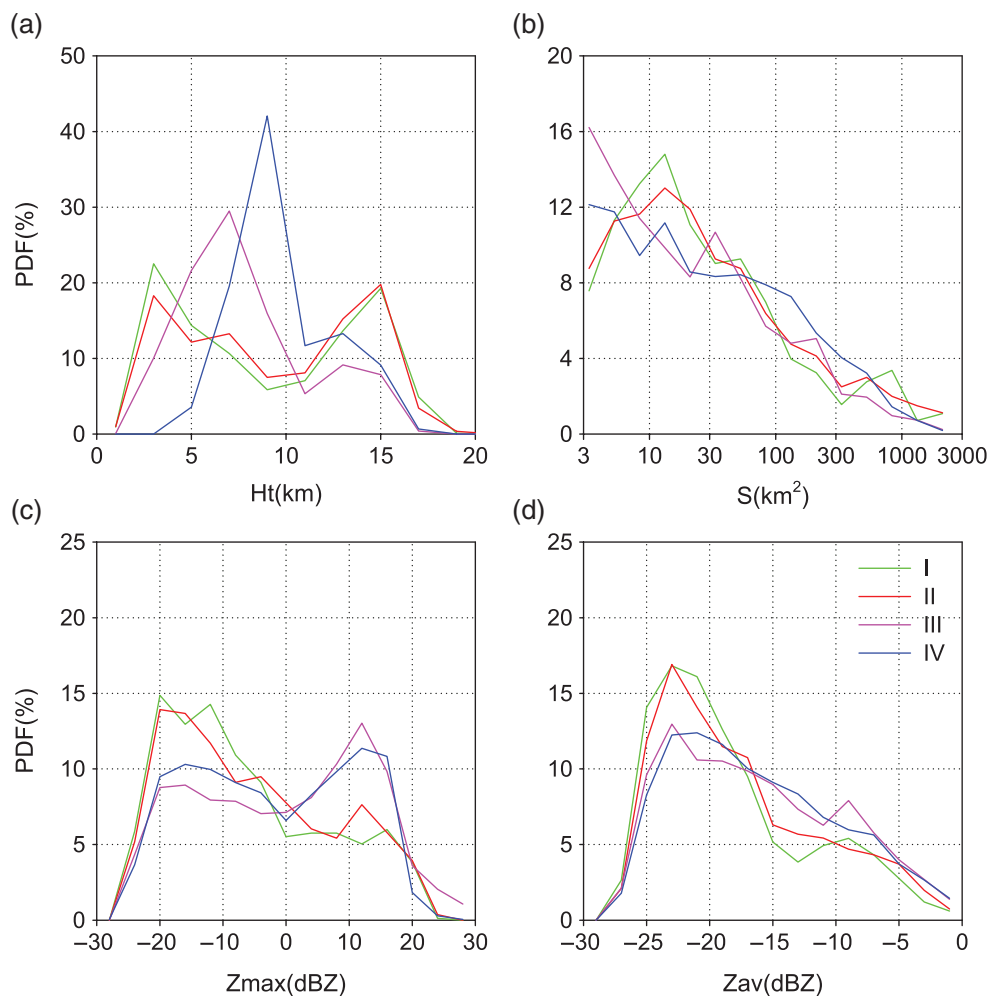 (a)
50
40
30
20
10
0
PDF(%)
0 5 10 15 20
Ht(km)
(b)
20
16
12
8
4
0
3 10 30 100 300 1000 3000
S(km²)
(c)
25
20
15
10
5
0
PDF(%)
–30 –20 –10 0 10 20 30
Zmax(dBZ)
(d)
25
20
15
10
5
0
I
II
III
IV
–30 –25 –20 –15 –10 –5 0
Zav(dBZ)